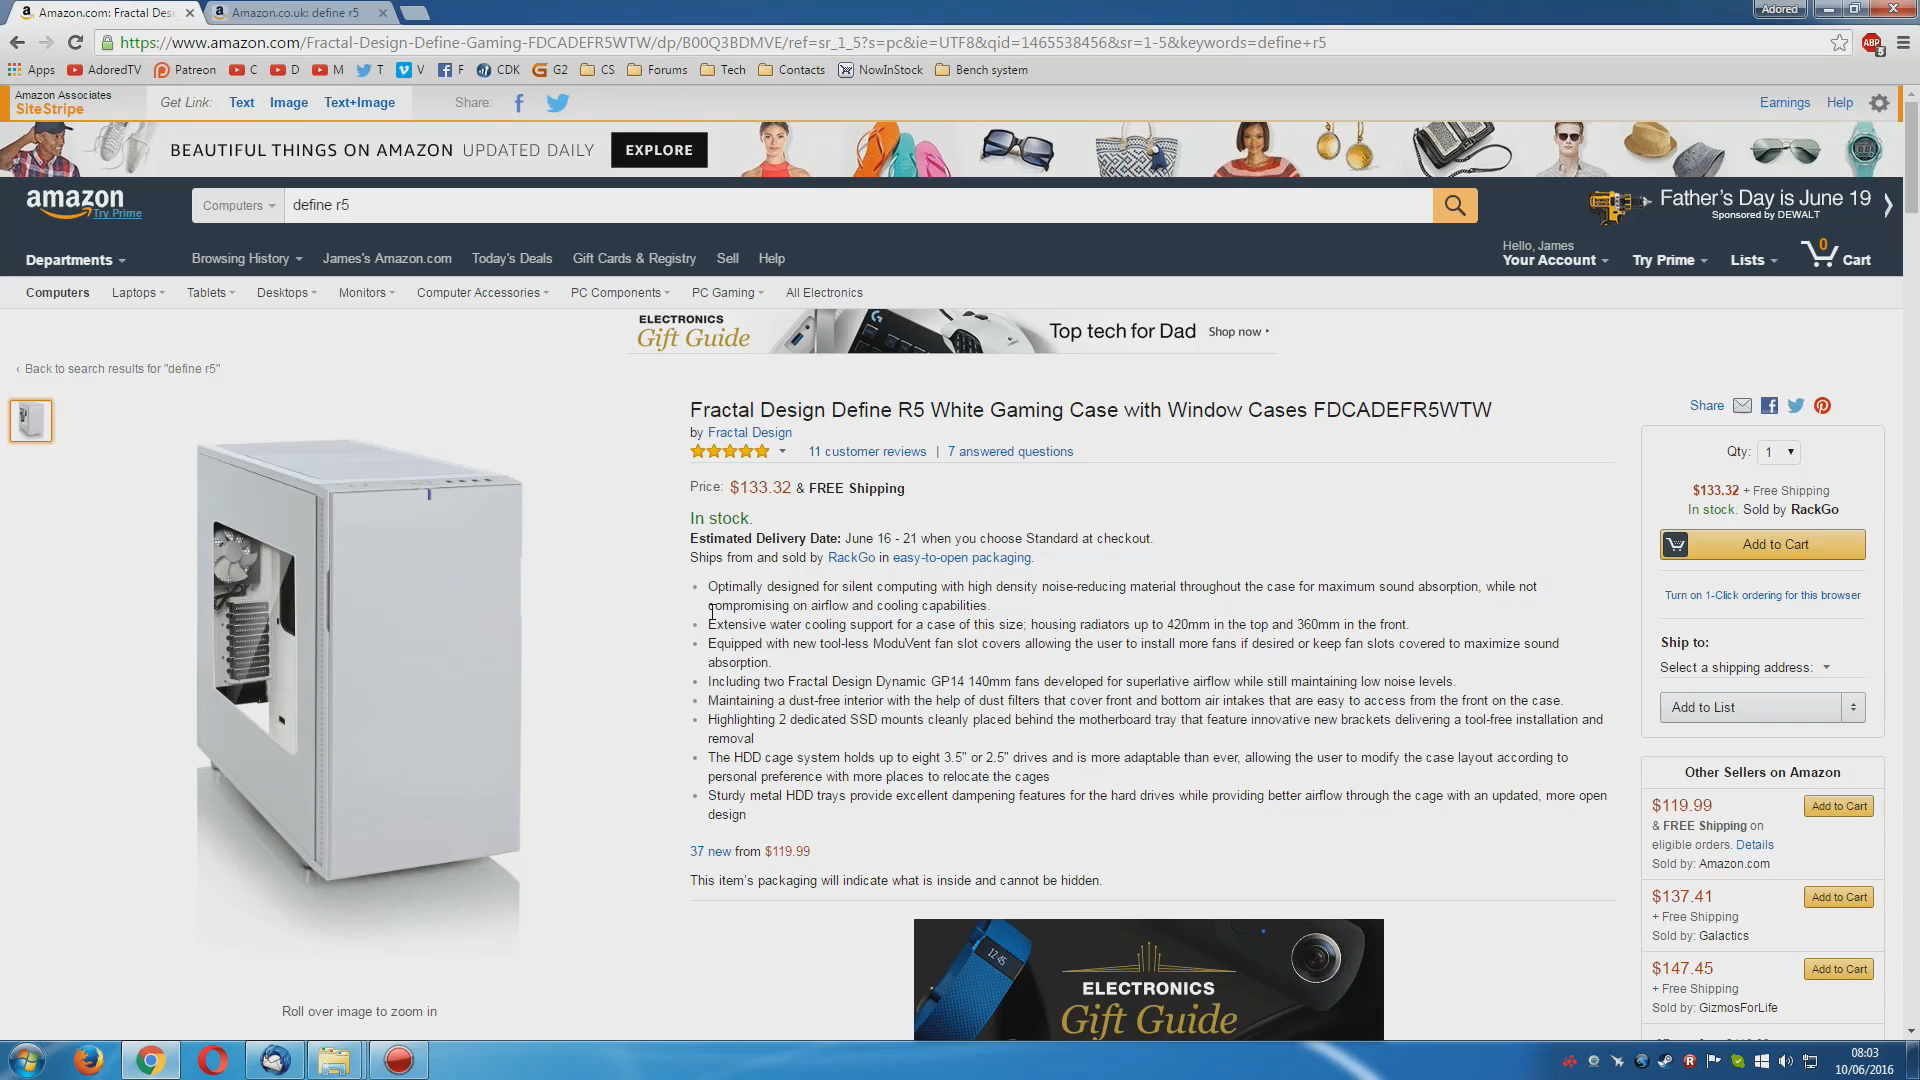 Amazon.com: Fractal Des
Amazon.co.uk: define r5
Adored
https://www.amazon.com/Fractal-Design-Define-Gaming-FDCADEFR5WTW/dp/B00Q3BDMVE/ref=sr_1_5?s=pc&ie=UTF8&qid=1465538456&sr=1-5&keywords=define+r5
ABP
5
Apps AdoredTV Patreon C D M T V F CDK G2 CS Forums Tech Contacts NowInStock Bench system
Amazon Associates
SiteStripe
Get Link: Text Image Text+Image Share:
Earnings Help
BEAUTIFUL THINGS ON AMAZON UPDATED DAILY EXPLORE
amazon
Try Prime
Computers
define r5
Father's Day is June 19
Sponsored by DEWALT
Departments
Browsing History James's Amazon.com Today's Deals Gift Cards & Registry Sell Help
Hello, James
Your Account
Try Prime
Lists
0
Cart
Computers Laptops Tablets Desktops Monitors Computer Accessories PC Components PC Gaming All Electronics
ELECTRONICS
Gift Guide
Top tech for Dad Shop now
‹ Back to search results for "define r5"
Fractal Design Define R5 White Gaming Case with Window Cases FDCADEFR5WTW
by Fractal Design
11 customer reviews | 7 answered questions
Price: $133.32 & FREE Shipping
In stock.
Estimated Delivery Date: June 16 - 21 when you choose Standard at checkout.
Ships from and sold by RackGo in easy-to-open packaging.
• Optimally designed for silent computing with high density noise-reducing material throughout the case for maximum sound absorption, while not
compromising on airflow and cooling capabilities.
• Extensive water cooling support for a case of this size; housing radiators up to 420mm in the top and 360mm in the front.
• Equipped with new tool-less ModuVent fan slot covers allowing the user to install more fans if desired or keep fan slots covered to maximize sound
absorption.
• Including two Fractal Design Dynamic GP14 140mm fans developed for superlative airflow while still maintaining low noise levels.
• Maintaining a dust-free interior with the help of dust filters that cover front and bottom air intakes that are easy to access from the front on the case.
• Highlighting 2 dedicated SSD mounts cleanly placed behind the motherboard tray that feature innovative new brackets delivering a tool-free installation and
removal
• The HDD cage system holds up to eight 3.5" or 2.5" drives and is more adaptable than ever, allowing the user to modify the case layout according to
personal preference with more places to relocate the cages
• Sturdy metal HDD trays provide excellent dampening features for the hard drives while providing better airflow through the cage with an updated, more open
design
37 new from $119.99
This item's packaging will indicate what is inside and cannot be hidden.
12:45
ELECTRONICS
Gift Guide
Roll over image to zoom in
Share
Qty: 1
$133.32 + Free Shipping
In stock. Sold by RackGo
Add to Cart
Turn on 1-Click ordering for this browser
Ship to:
Select a shipping address:
Add to List
Other Sellers on Amazon
$119.99 Add to Cart
& FREE Shipping on
eligible orders. Details
Sold by: Amazon.com
$137.41 Add to Cart
+ Free Shipping
Sold by: Galactics
$147.45 Add to Cart
+ Free Shipping
Sold by: GizmosForLife
08:03
10/06/2016